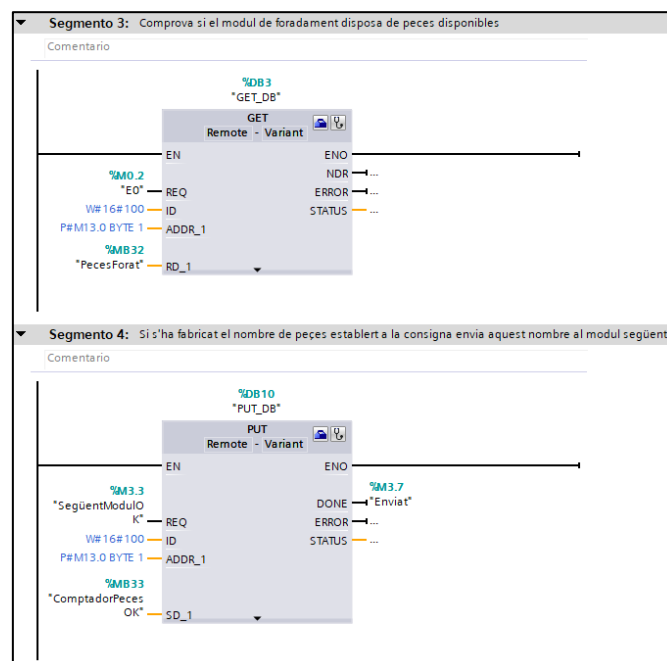 Segmento 3: Comprova si el modul de foradament disposa de peces disponibles
Comentario
%DB3
"GET_DB"
GET
Remote - Variant
EN
ENO
NDR
...
%M0.2
"E0"
REQ
ERROR
...
W#16#100
ID
STATUS
...
P#M13.0 BYTE 1
ADDR_1
%MB32
"PecesForat"
RD_1
Segmento 4: Si s'ha fabricat el nombre de peçes establert a la consigna envia aquest nombre al modul següent
Comentario
%DB10
"PUT_DB"
PUT
Remote - Variant
EN
ENO
%M3.3
"SegüentModulO
K"
REQ
%M3.7
DONE
"Enviat"
ERROR
...
W#16#100
ID
STATUS
...
P#M13.0 BYTE 1
ADDR_1
%MB33
"ComptadorPeces
OK"
SD_1